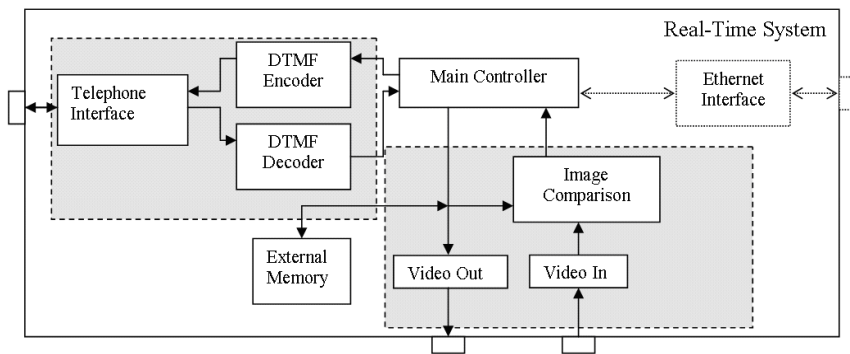 Real-Time System
DTMF
Encoder
Main Controller
Ethernet
Interface
Telephone
Interface
DTMF
Decoder
Image
Comparison
External
Memory
Video Out
Video In